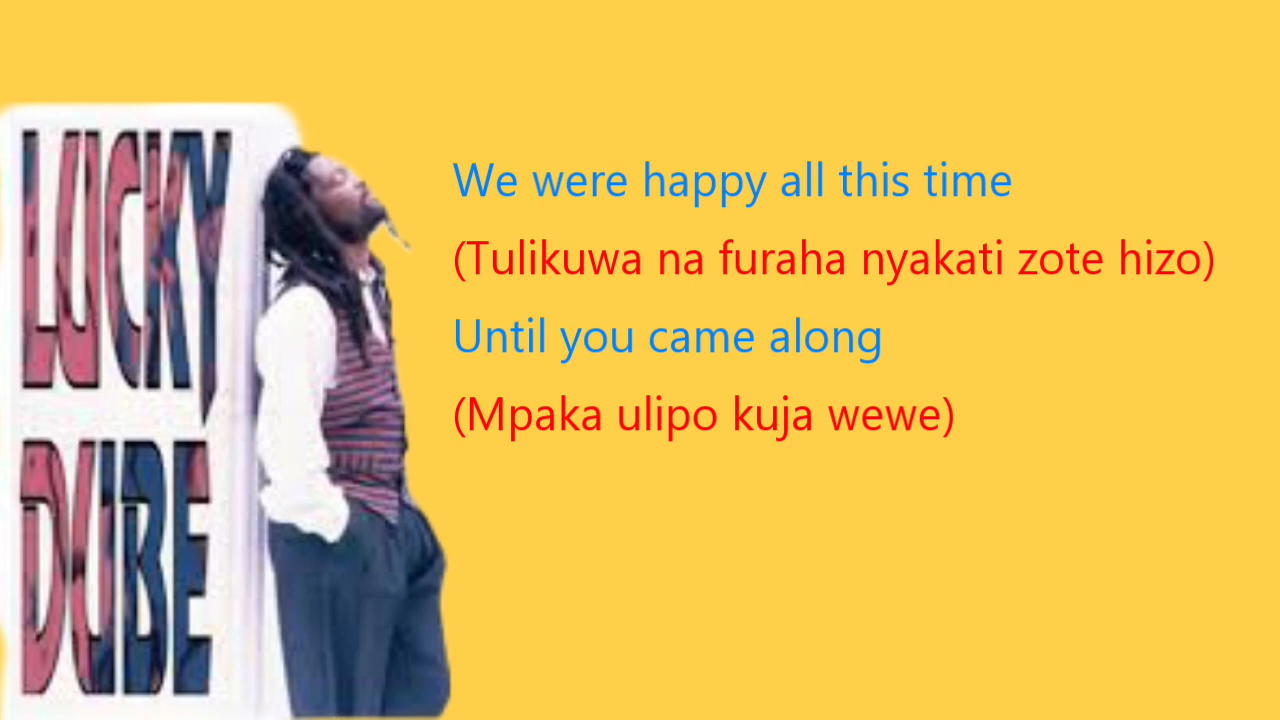 LUCKY
DUBE
We were happy all this time
(Tulikuwa na furaha nyakati zote hizo)
Until you came along
(Mpaka ulipo kuja wewe)